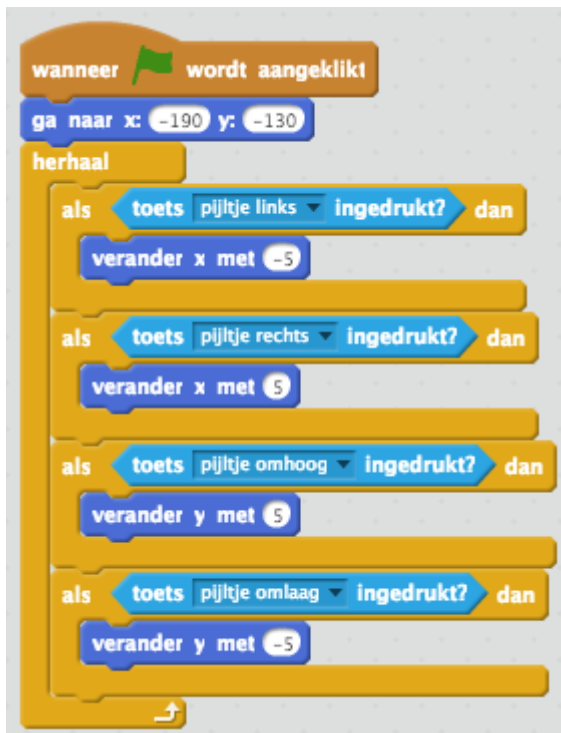 wanneer wordt aangeklikt
ga naar x: -190 y: -130
herhaal
als toets pijltje links ingedrukt? dan
verander x met -5
als toets pijltje rechts ingedrukt? dan
verander x met 5
als toets pijltje omhoog ingedrukt? dan
verander y met 5
als toets pijltje omlaag ingedrukt? dan
verander y met -5